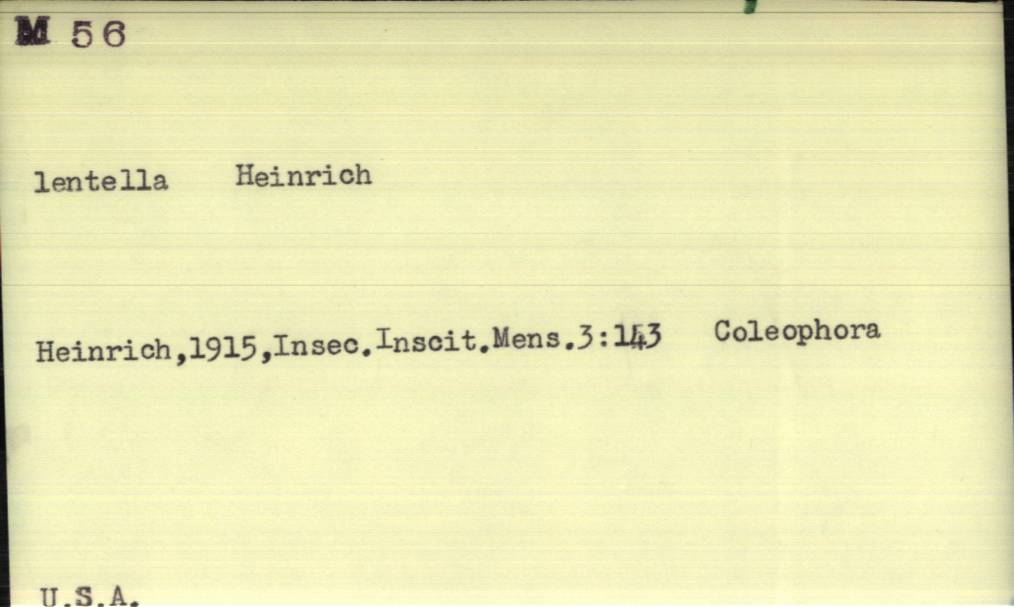 M 56
lentella Heinrich
Heinrich,1915,Insec.Inscit.Mens.3:143 Coleophora
U.S.A.